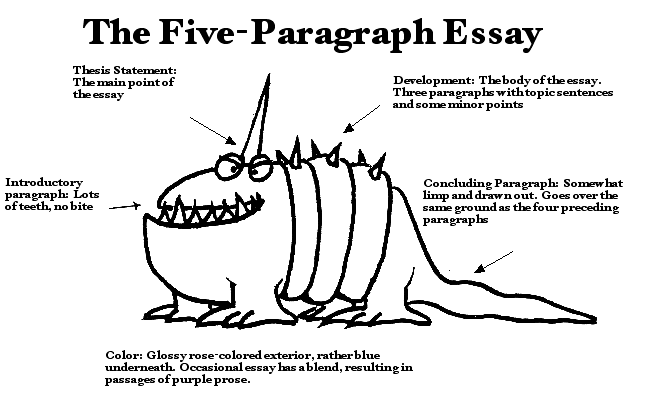 The Five-Paragraph Essay
Thesis Statement:
The main point of
the essay
Development: The body of the essay.
Three paragraphs with topic sentences
and some minor points
Introductory
paragraph: Lots
of teeth, no bite
Concluding Paragraph: Somewhat
limp and drawn out. Goes over the
same ground as the four preceding
paragraphs
Color: Glossy rose-colored exterior, rather blue
underneath. Occasional essay has a blend, resulting in
passages of purple prose.